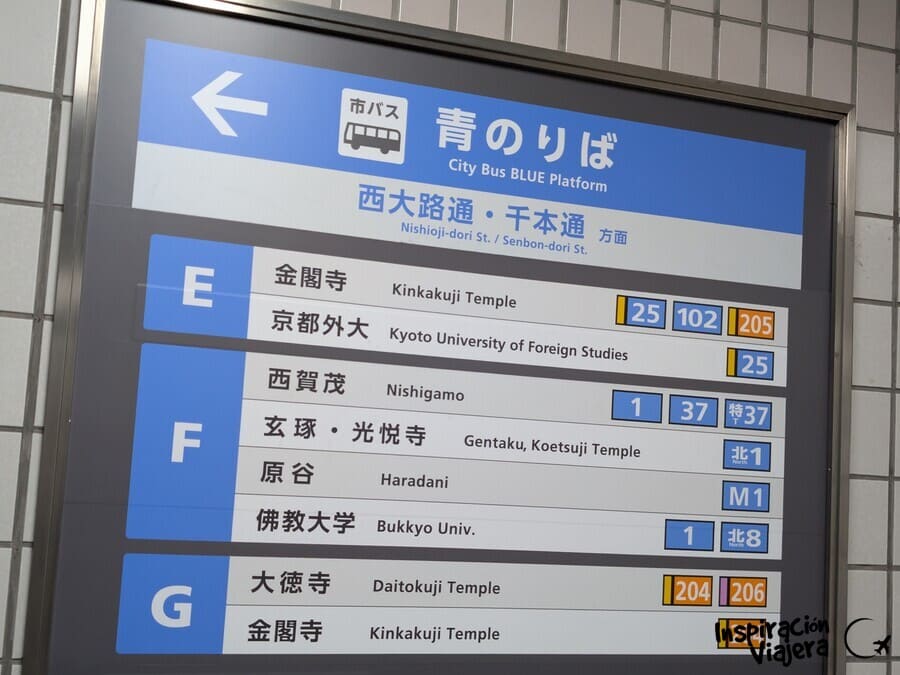 市バス
青のりば
City Bus BLUE Platform
西大路通・千本通 方面
Nishioji-dori St. / Senbon-dori St.
E
金閣寺 Kinkakuji Temple 25 102 205
京都外大 Kyoto University of Foreign Studies 25
F
西賀茂 Nishigamo 1 37 特37
T
玄琢・光悦寺 Gentaku, Koetsuji Temple 北1
North
原谷 Haradani M1
佛教大学 Bukkyo Univ. 1 北8
North
G
大徳寺 Daitokuji Temple 204 206
金閣寺 Kinkakuji Temple
Inspiración
Viajera